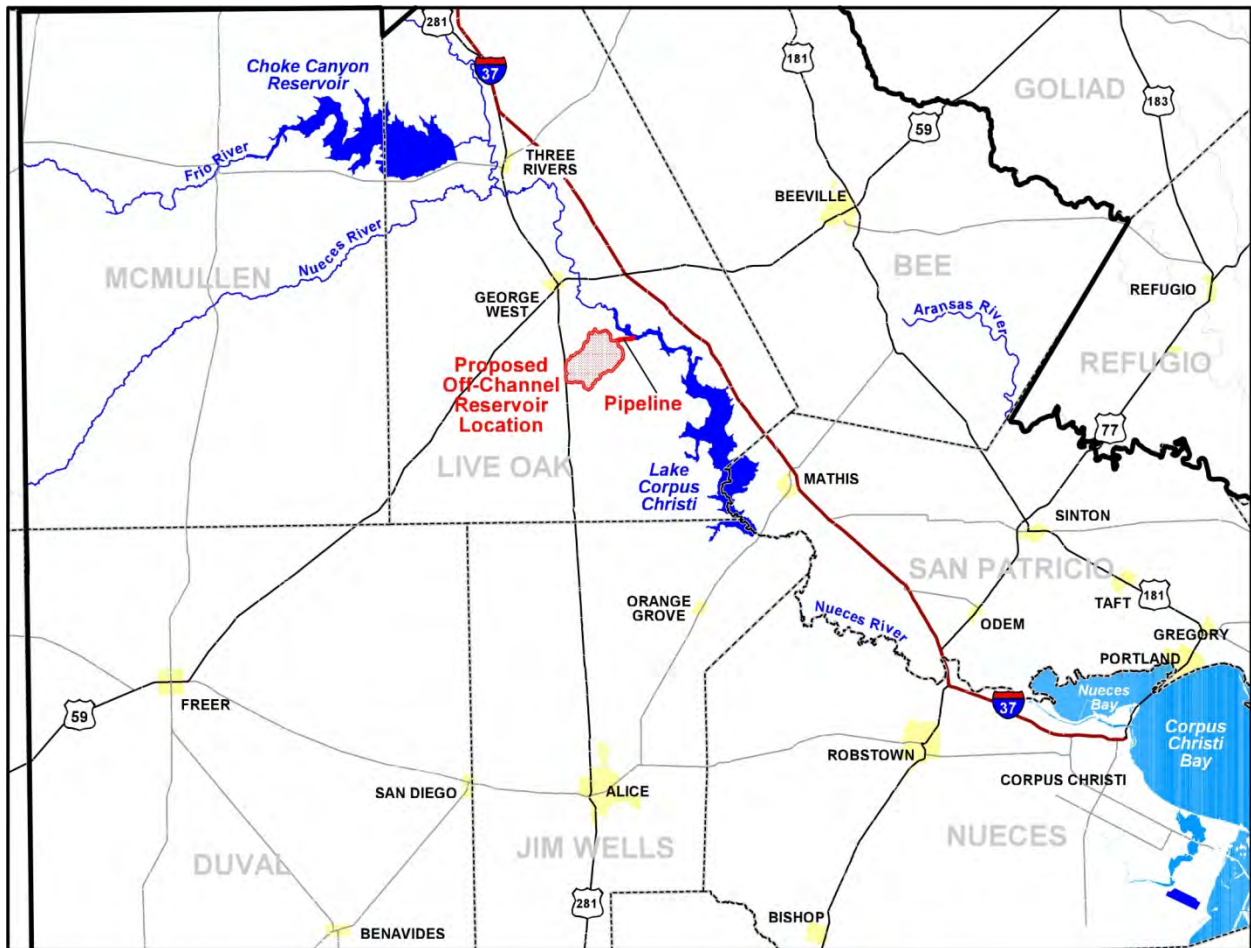 281
37
181
GOLIAD
183
59
Choke Canyon
Reservoir
Frio River
THREE
RIVERS
BEEVILLE
Nueces River
MCMULLEN
BEE
GEORGE
WEST
REFUGIO
Aransas River
REFUGIO
Proposed
Off-Channel
Reservoir
Location
Pipeline
77
LIVE OAK
Lake
Corpus
Christi
MATHIS
SINTON
SAN PATRICIO
TAFT
181
ORANGE
GROVE
Nueces River
ODEM
GREGORY
PORTLAND
Nueces
Bay
FREER
59
37
Corpus
Christi
Bay
ROBSTOWN
CORPUS CHRISTI
SAN DIEGO
ALICE
DUVAL
JIM WELLS
NUECES
281
BISHOP
BENAVIDES